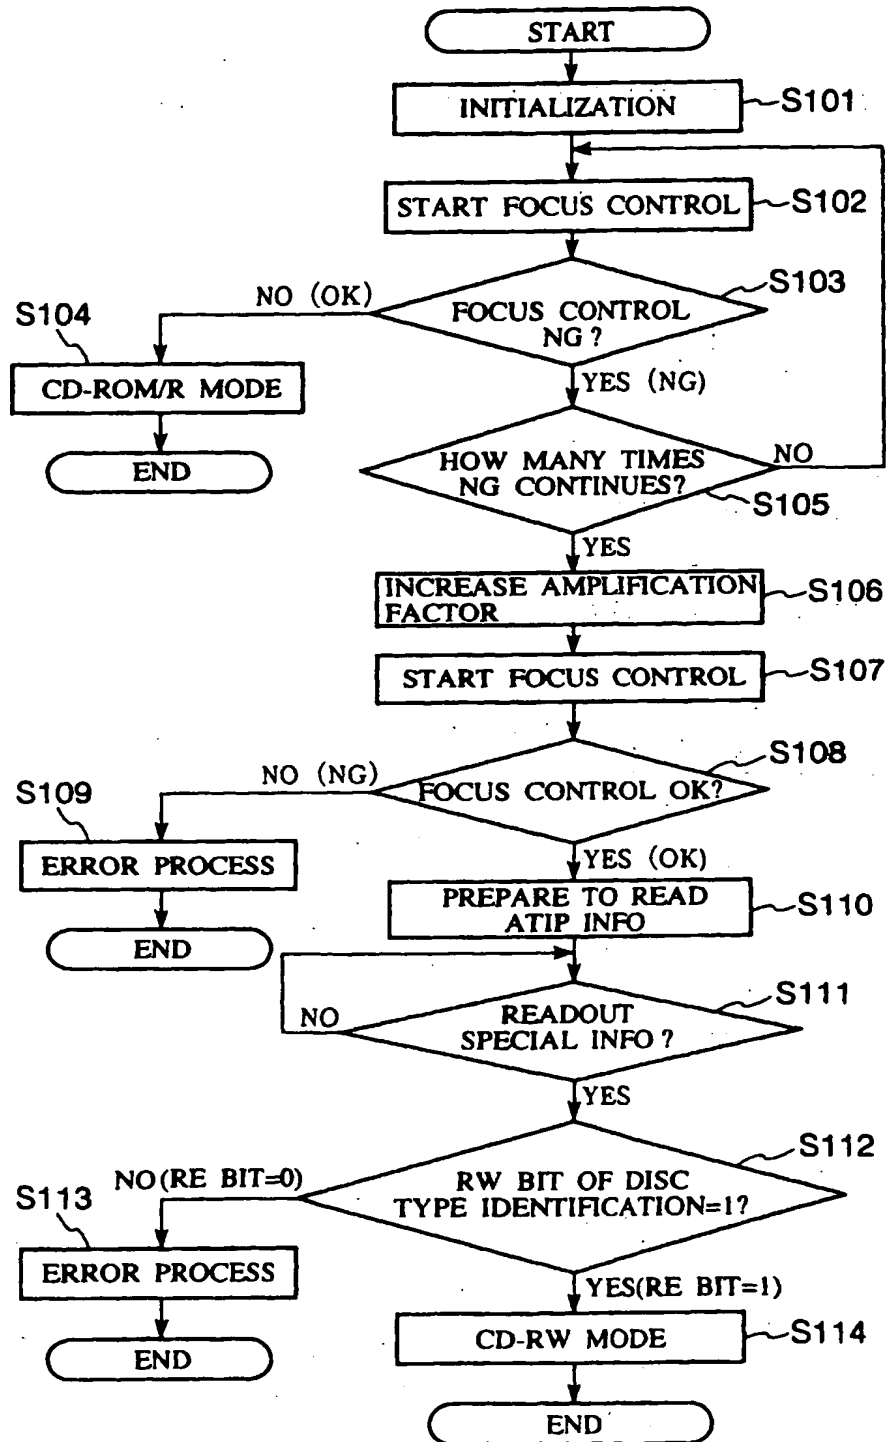 START
INITIALIZATION
S101
START FOCUS CONTROL
S102
S103
NO (OK)
FOCUS CONTROL
NG?
S104
CD-ROM/R MODE
YES (NG)
END
HOW MANY TIMES
NG CONTINUES?
NO
S105
YES
INCREASE AMPLIFICATION
FACTOR
S106
START FOCUS CONTROL
S107
S108
NO (NG)
FOCUS CONTROL OK?
S109
ERROR PROCESS
YES (OK)
END
PREPARE TO READ
ATIP INFO
S110
S111
READOUT
SPECIAL INFO?
NO
YES
S112
NO(RE BIT=0)
RW BIT OF DISC
TYPE IDENTIFICATION=1?
S113
ERROR PROCESS
YES(RE BIT=1)
END
CD-RW MODE
S114
END